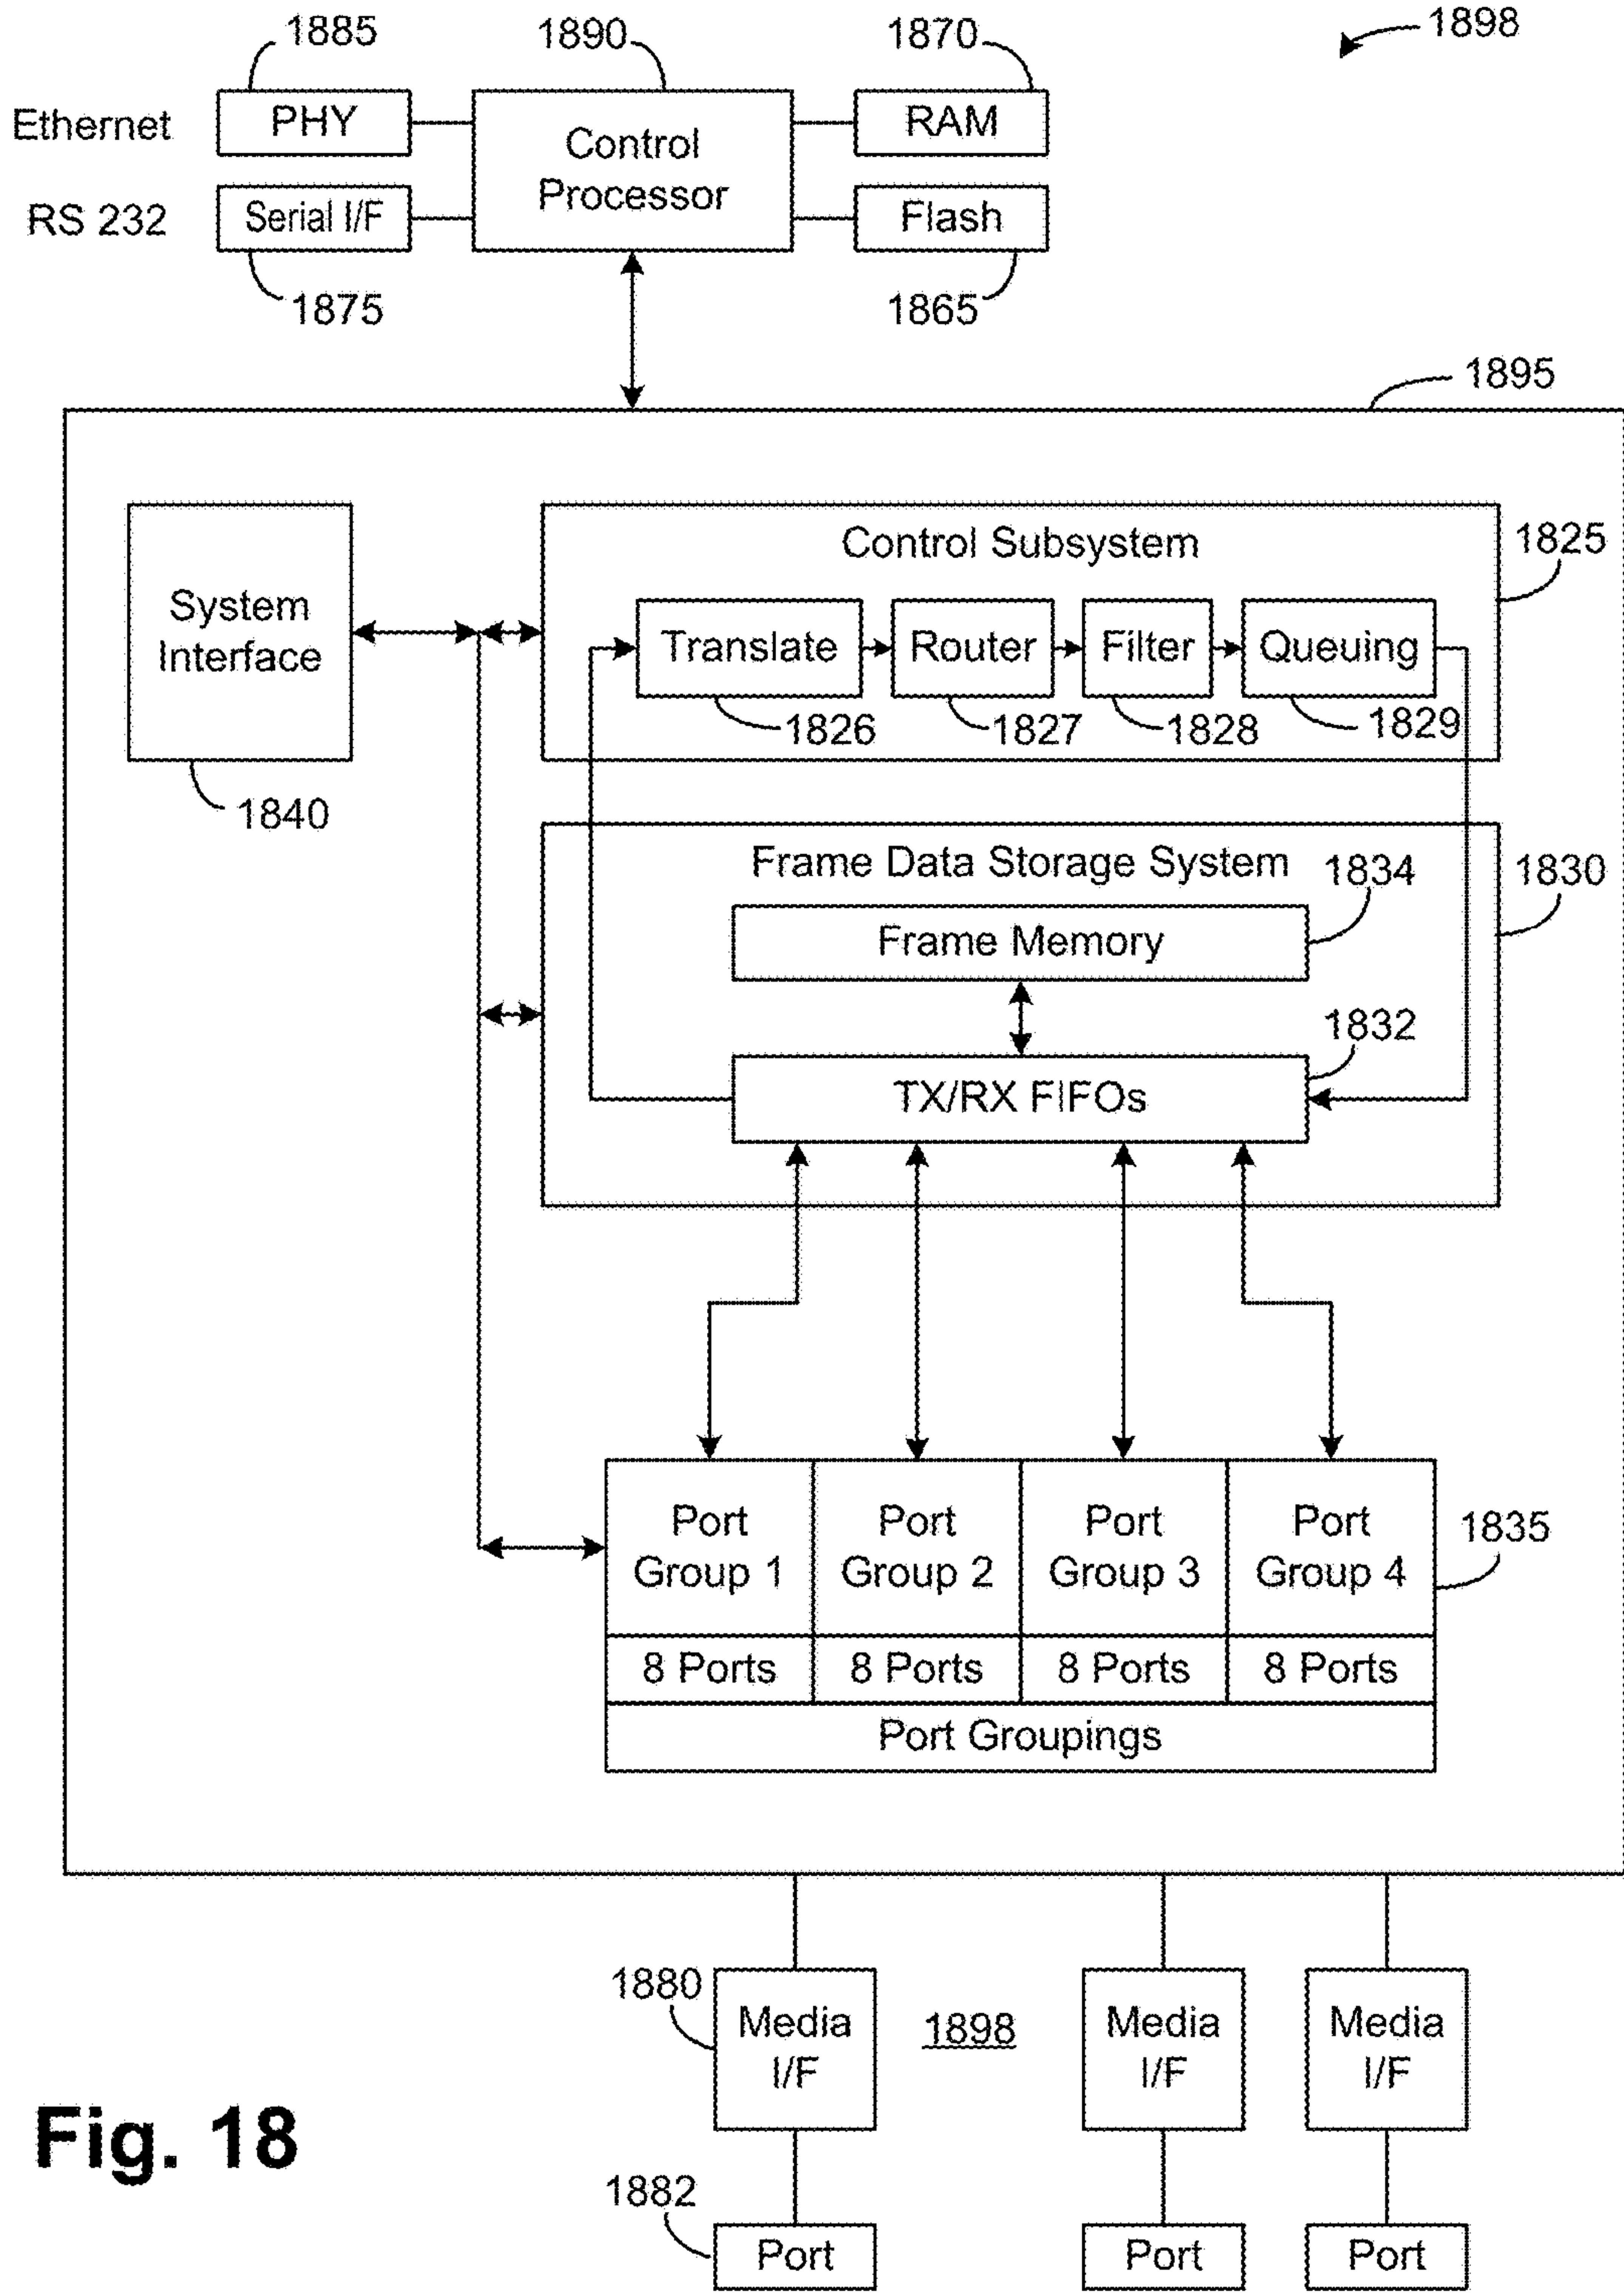 1885
1890
1870
1898
Ethernet
PHY
Control
Processor
RAM
RS 232
Serial I/F
Flash
1875
1865
1895
System
Interface
1840
Control Subsystem
1825
Translate
Router
Filter
Queuing
1826
1827
1828
1829
Frame Data Storage System
1834
1830
Frame Memory
1832
TX/RX FIFOs
Port
Group 1
Port
Group 2
Port
Group 3
Port
Group 4
1835
8 Ports
8 Ports
8 Ports
8 Ports
Port Groupings
1880
Media
I/F
1898
Media
I/F
Media
I/F
Fig. 18
1882
Port
Port
Port